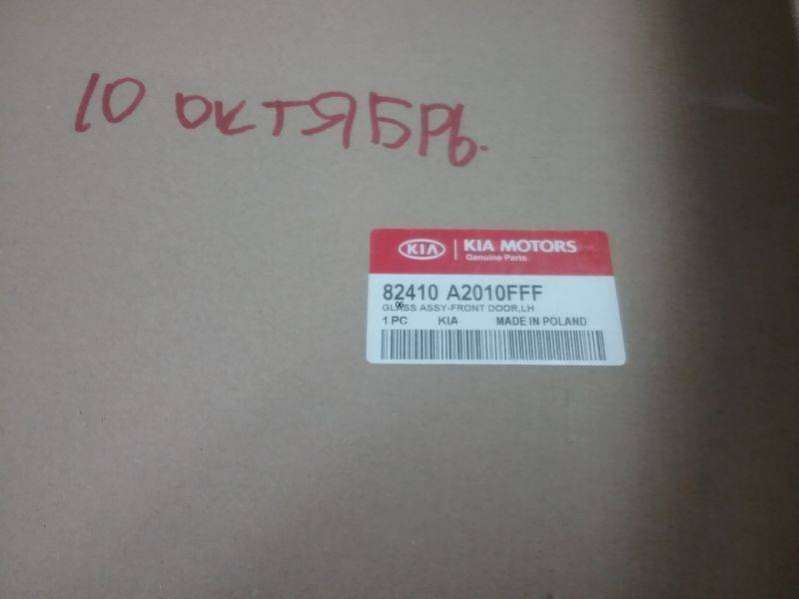 10 ОКТЯБРЬ.
KIA KIA MOTORS
Genuine Parts.
82410 A2010FFF
GLASS ASSY-FRONT DOOR,LH
1 PC KIA MADE IN POLAND